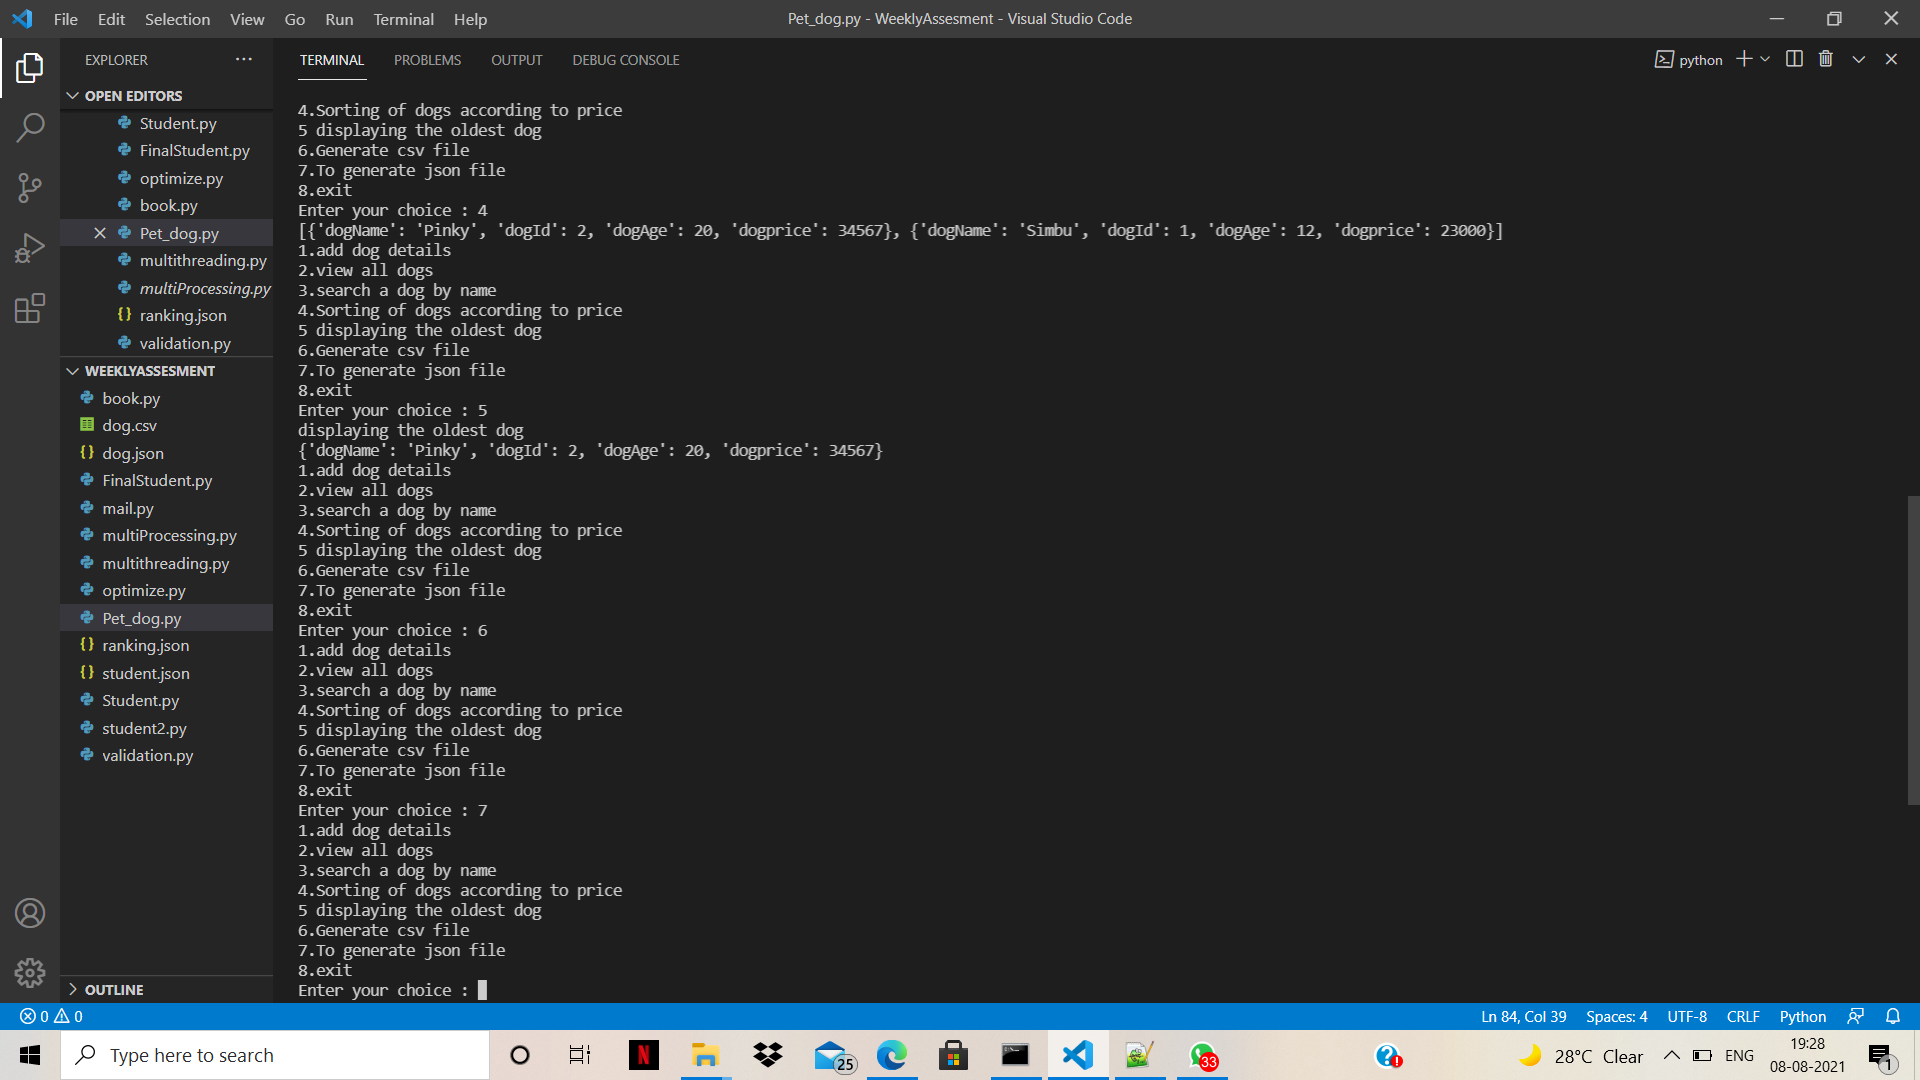 File Edit Selection View Go Run Terminal Help
Pet_dog.py - WeeklyAssesment - Visual Studio Code
EXPLORER
OPEN EDITORS
Student.py
FinalStudent.py
optimize.py
book.py
Pet_dog.py
multithreading.py
multiProcessing.py
ranking.json
validation.py
WEEKLYASSESMENT
book.py
dog.csv
dog.json
FinalStudent.py
mail.py
multiProcessing.py
multithreading.py
optimize.py
Pet_dog.py
ranking.json
student.json
Student.py
student2.py
validation.py
OUTLINE
TERMINAL PROBLEMS OUTPUT DEBUG CONSOLE
python
4.Sorting of dogs according to price
5 displaying the oldest dog
6.Generate csv file
7.To generate json file
8.exit
Enter your choice : 4
[{'dogName': 'Pinky', 'dogId': 2, 'dogAge': 20, 'dogprice': 34567}, {'dogName': 'Simbu', 'dogId': 1, 'dogAge': 12, 'dogprice': 23000}]
1.add dog details
2.view all dogs
3.search a dog by name
4.Sorting of dogs according to price
5 displaying the oldest dog
6.Generate csv file
7.To generate json file
8.exit
Enter your choice : 5
displaying the oldest dog
{'dogName': 'Pinky', 'dogId': 2, 'dogAge': 20, 'dogprice': 34567}
1.add dog details
2.view all dogs
3.search a dog by name
4.Sorting of dogs according to price
5 displaying the oldest dog
6.Generate csv file
7.To generate json file
8.exit
Enter your choice : 6
1.add dog details
2.view all dogs
3.search a dog by name
4.Sorting of dogs according to price
5 displaying the oldest dog
6.Generate csv file
7.To generate json file
8.exit
Enter your choice : 7
1.add dog details
2.view all dogs
3.search a dog by name
4.Sorting of dogs according to price
5 displaying the oldest dog
6.Generate csv file
7.To generate json file
8.exit
Enter your choice :
0 0
Ln 84, Col 39 Spaces: 4 UTF-8 CRLF Python
Type here to search
25
33
28°C Clear
ENG
19:28
08-08-2021
1